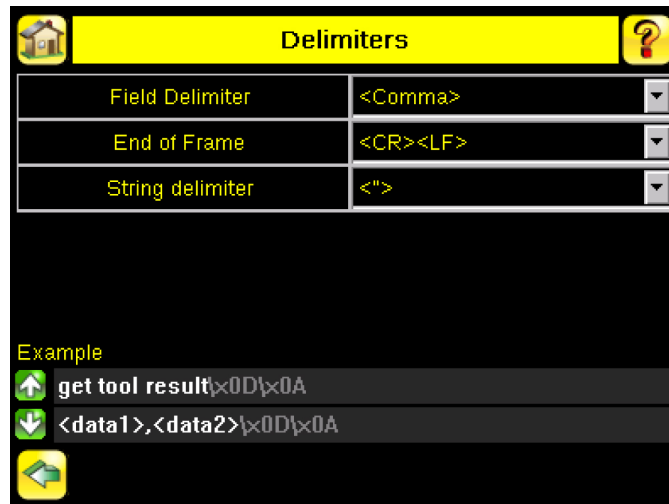 Delimiters
Field Delimiter <Comma>
End of Frame <CR><LF>
String delimiter <">
Example
get tool result\x0D\x0A
<data1>,<data2>\x0D\x0A